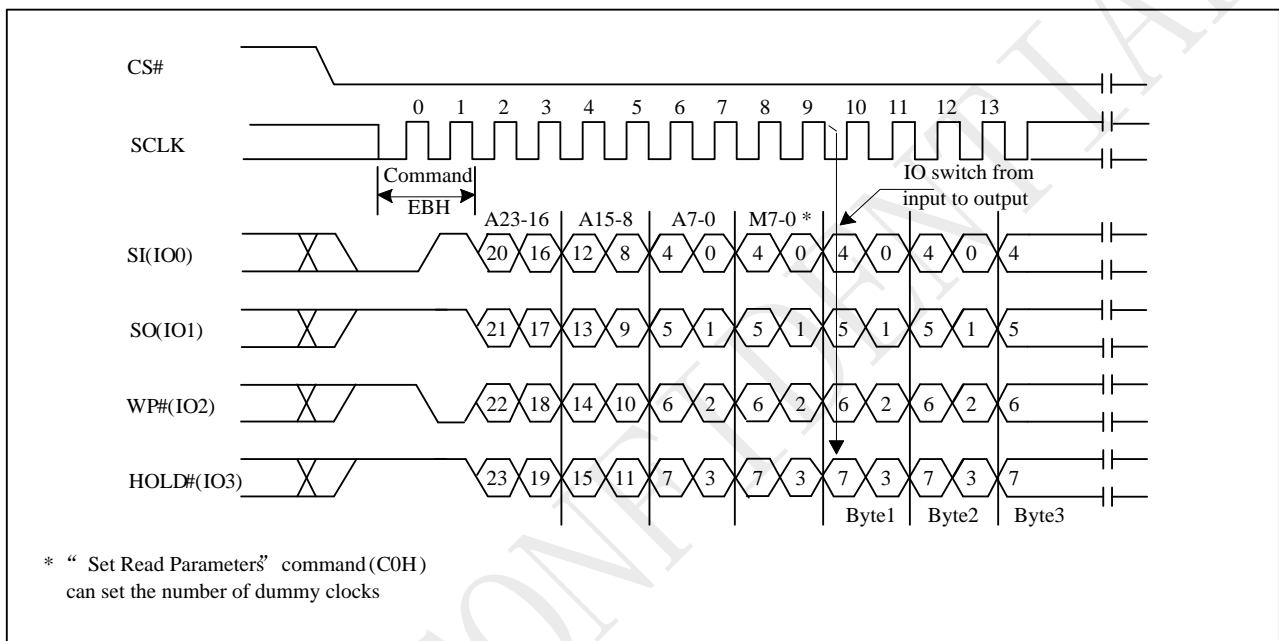 CS#
0 1 2 3 4 5 6 7 8 9 10 11 12 13
SCLK
Command
EBH
IO switch from
input to output
A23-16 A15-8 A7-0 M7-0 *
SI(IO0) 20 16 12 8 4 0 4 0 4 0 4 0 4
SO(IO1) 21 17 13 9 5 1 5 1 5 1 5 1 5
WP#(IO2) 22 18 14 10 6 2 6 2 6 2 6 2 6
HOLD#(IO3) 23 19 15 11 7 3 7 3 7 3 7 3 7
Byte1 Byte2 Byte3
* “ Set Read Parameters” command (C0H)
can set the number of dummy clocks
CONFIDENTIAL